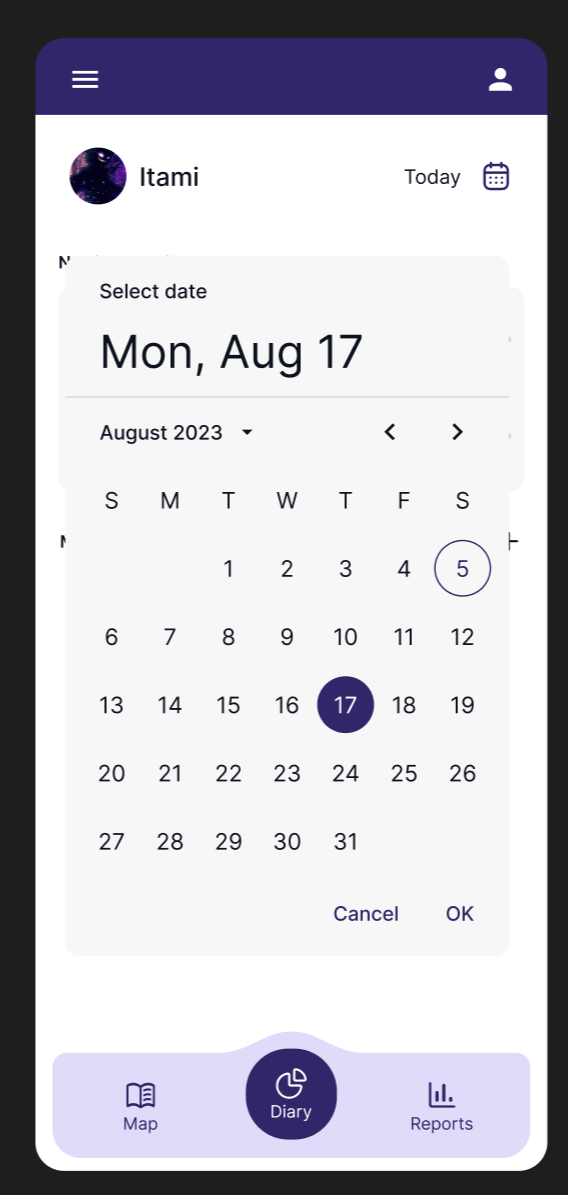 Itami
Today
Select date
Mon, Aug 17
August 2023
S M T W T F S
1 2 3 4 5
6 7 8 9 10 11 12
13 14 15 16 17 18 19
20 21 22 23 24 25 26
27 28 29 30 31
Cancel OK
Diary
Map Reports